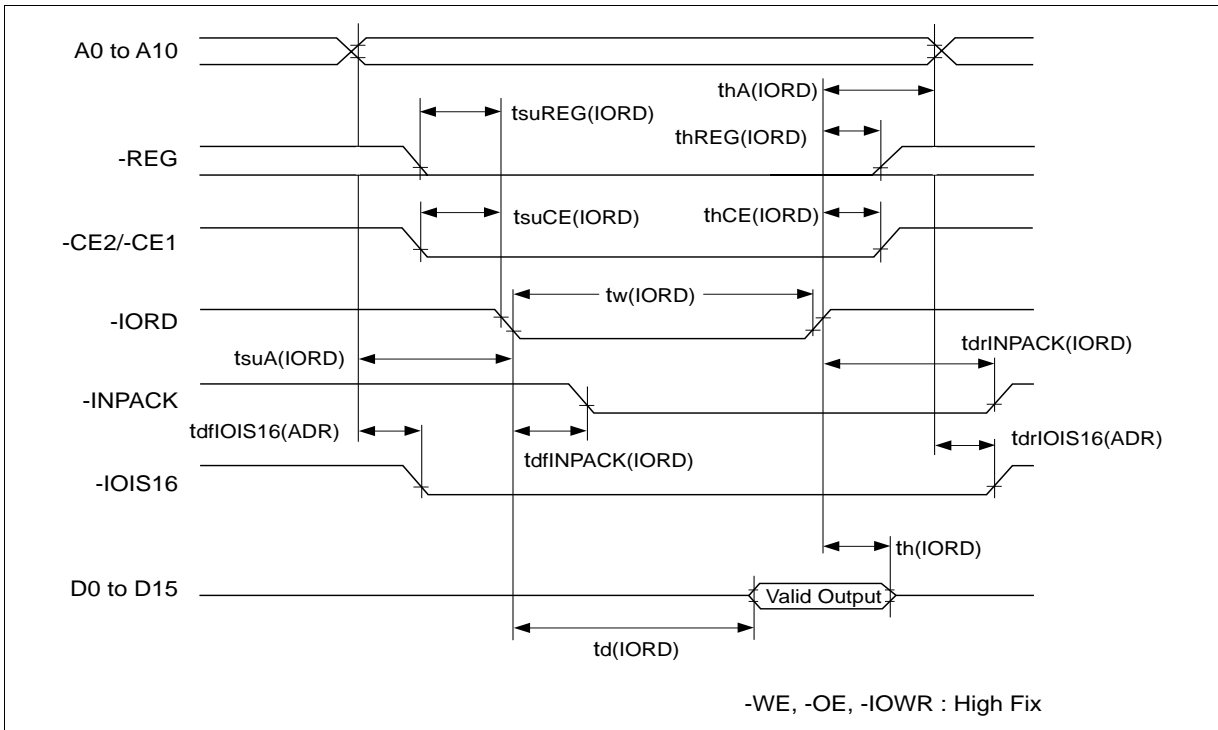 A0 to A10
thA(IORD)
tsuREG(IORD)
thREG(IORD)
-REG
tsuCE(IORD)
thCE(IORD)
-CE2/-CE1
tw(IORD)
-IORD
tsuA(IORD)
tdrINPACK(IORD)
-INPACK
tdfIOIS16(ADR)
tdfINPACK(IORD)
tdrIOIS16(ADR)
-IOIS16
th(IORD)
D0 to D15
Valid Output
td(IORD)
-WE, -OE, -IOWR : High Fix